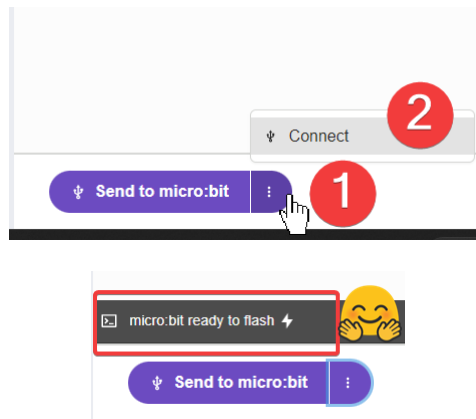 2
Connect
Send to micro:bit
1
micro:bit ready to flash
Send to micro:bit